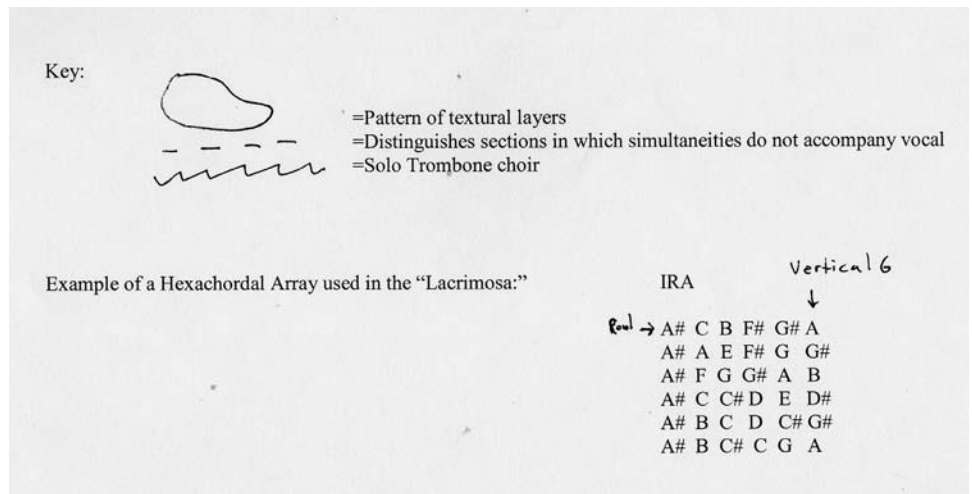 Key:
=Pattern of textural layers
=Distinguishes sections in which simultaneities do not accompany vocal
=Solo Trombone choir
Vertical 6
Example of a Hexachordal Array used in the “Lacrimosa:” IRA
↓
Row1 → A# C B F# G# A
A# A E F# G G#
A# F G G# A B
A# C C# D E D#
A# B C D C# G#
A# B C# C G A